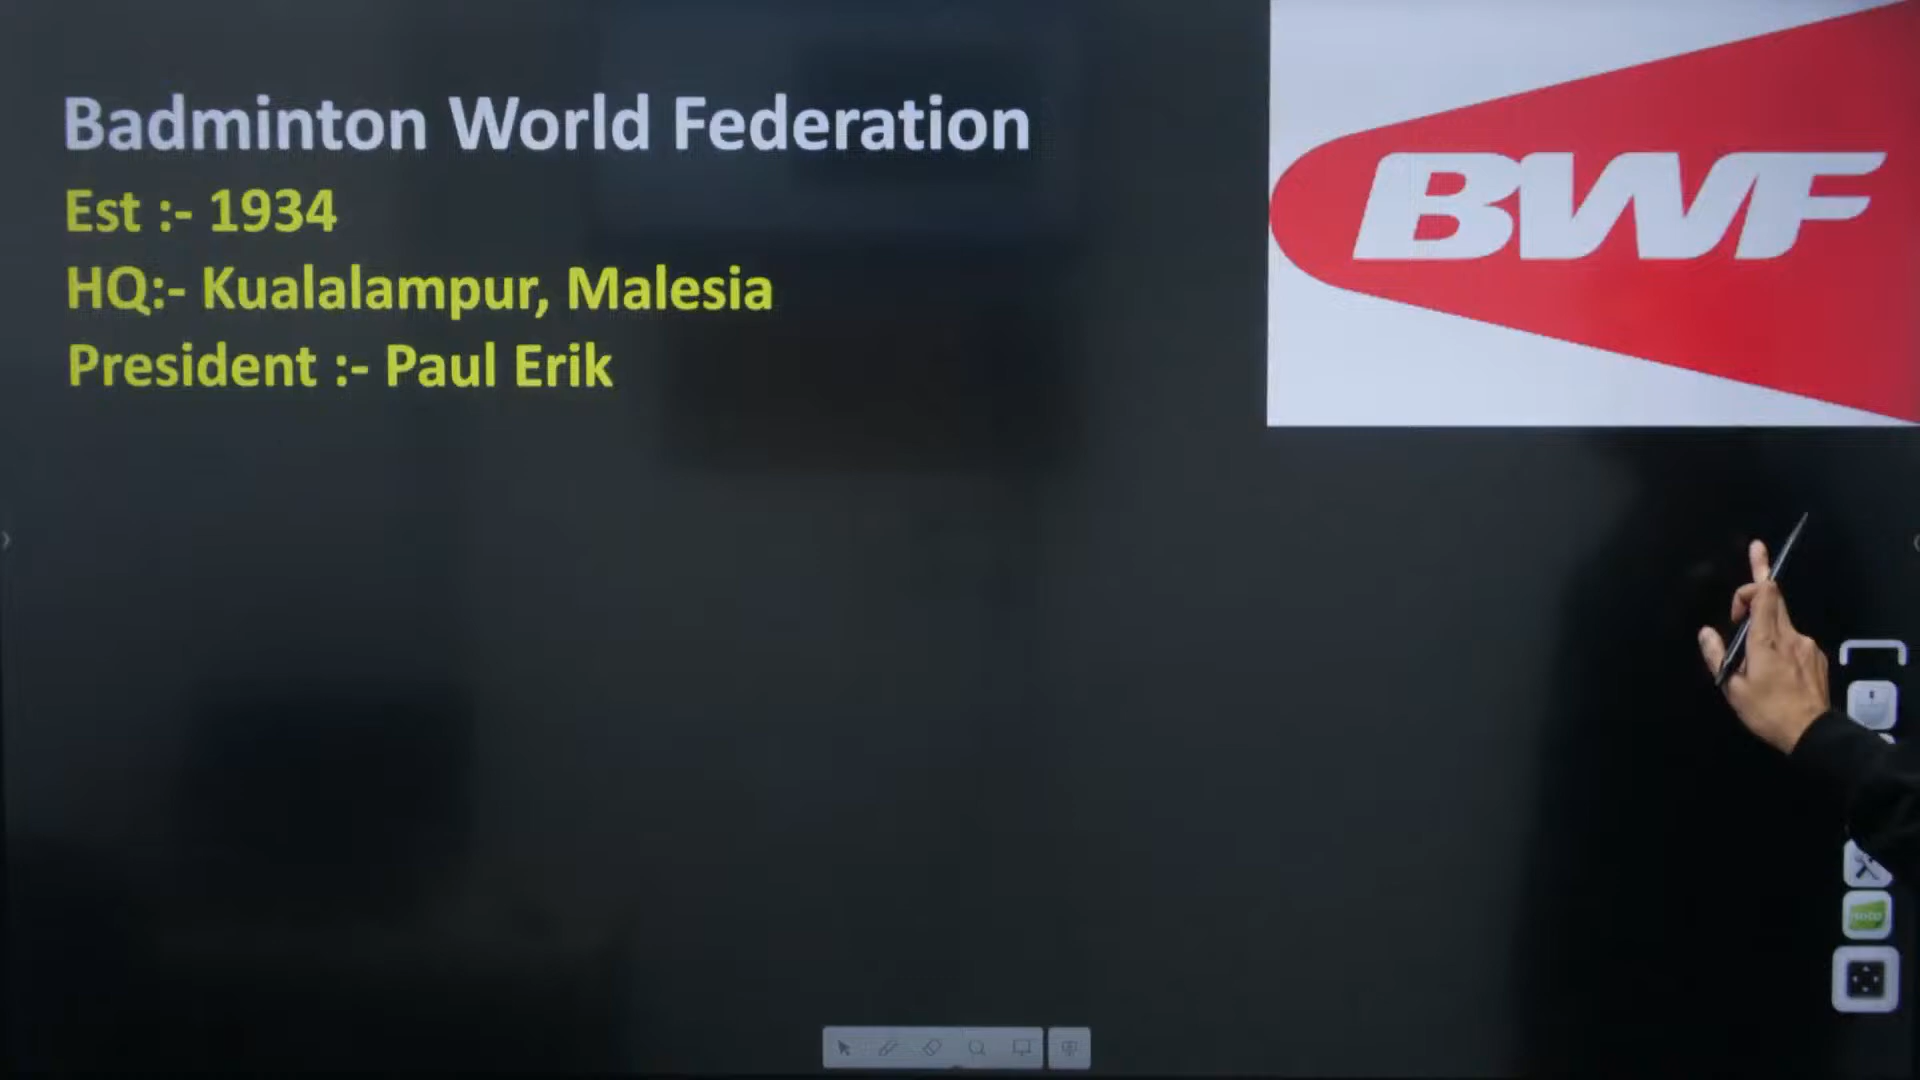 Badminton World Federation
Est :- 1934
HQ:- Kualalampur, Malesia
President :- Paul Erik
BWF